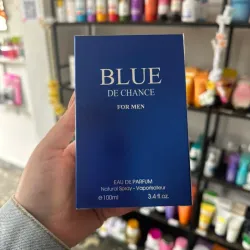 BLUE
DE CHANCE
FOR MEN
EAU DE PARFUM
Natural Spray - Vaporisateur
℮100ml 3.4 fl.oz.